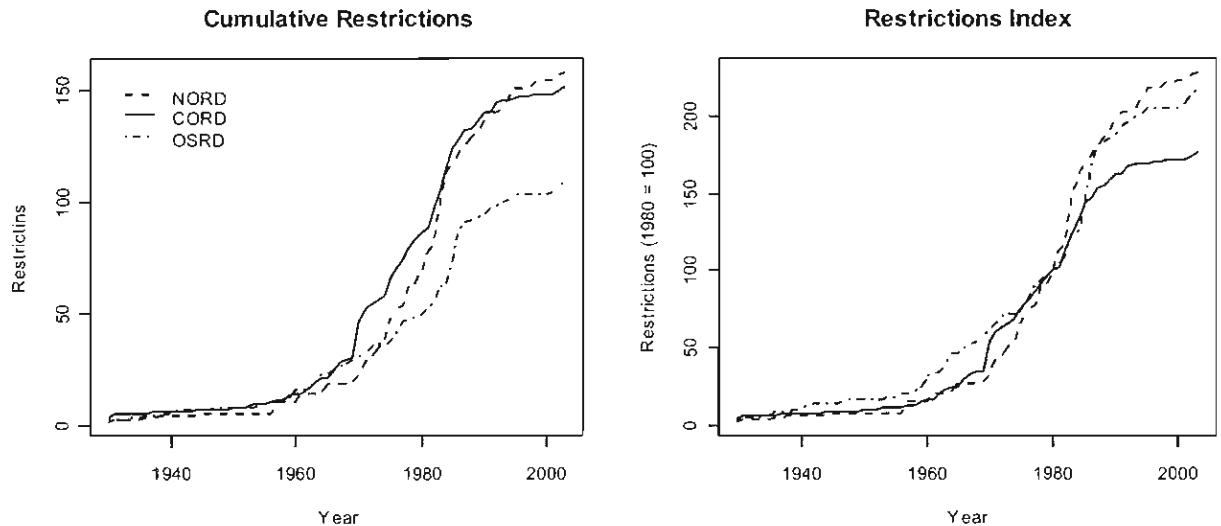 Cumulative Restrictions
Restrictins
150
100
50
0
NORD
CORD
OSRD
1940
1960
1980
2000
Year
Restrictions Index
Restrictions (1980 = 100)
200
150
100
50
0
1940
1960
1980
2000
Year